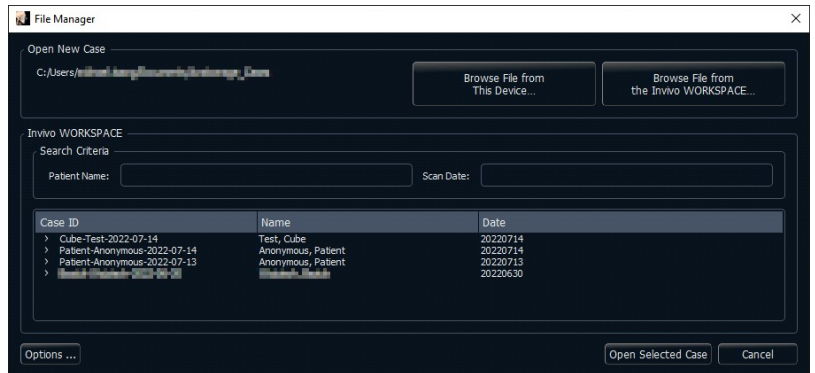 File Manager
Open New Case
C:/Users/
Browse File from
This Device...
Browse File from
the Invivo WORKSPACE...
Invivo WORKSPACE
Search Criteria
Patient Name:
Scan Date:
Case ID Name Date
> Cube-Test-2022-07-14 Test, Cube 20220714
> Patient-Anonymous-2022-07-14 Anonymous, Patient 20220714
> Patient-Anonymous-2022-07-13 Anonymous, Patient 20220713
> 20220630
Options ...
Open Selected Case
Cancel